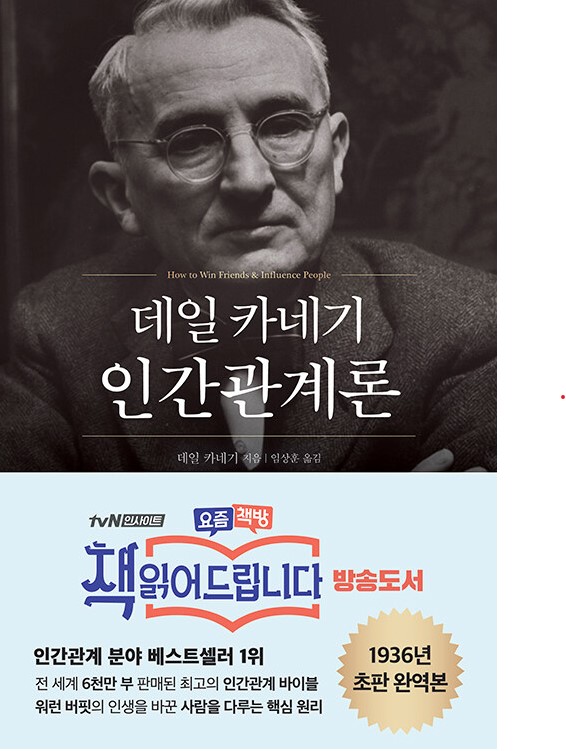 How to Win Friends & Influence People
데일 카네기
인간관계론
데일 카네기 지음 | 임상훈 옮김
tvN 인사이트
요즘 책방
책 읽어드립니다 방송도서
인간관계 분야 베스트셀러 1위
전 세계 6천만 부 판매된 최고의 인간관계 바이블
워런 버핏의 인생을 바꾼 사람을 다루는 핵심 원리
1936년
초판 완역본